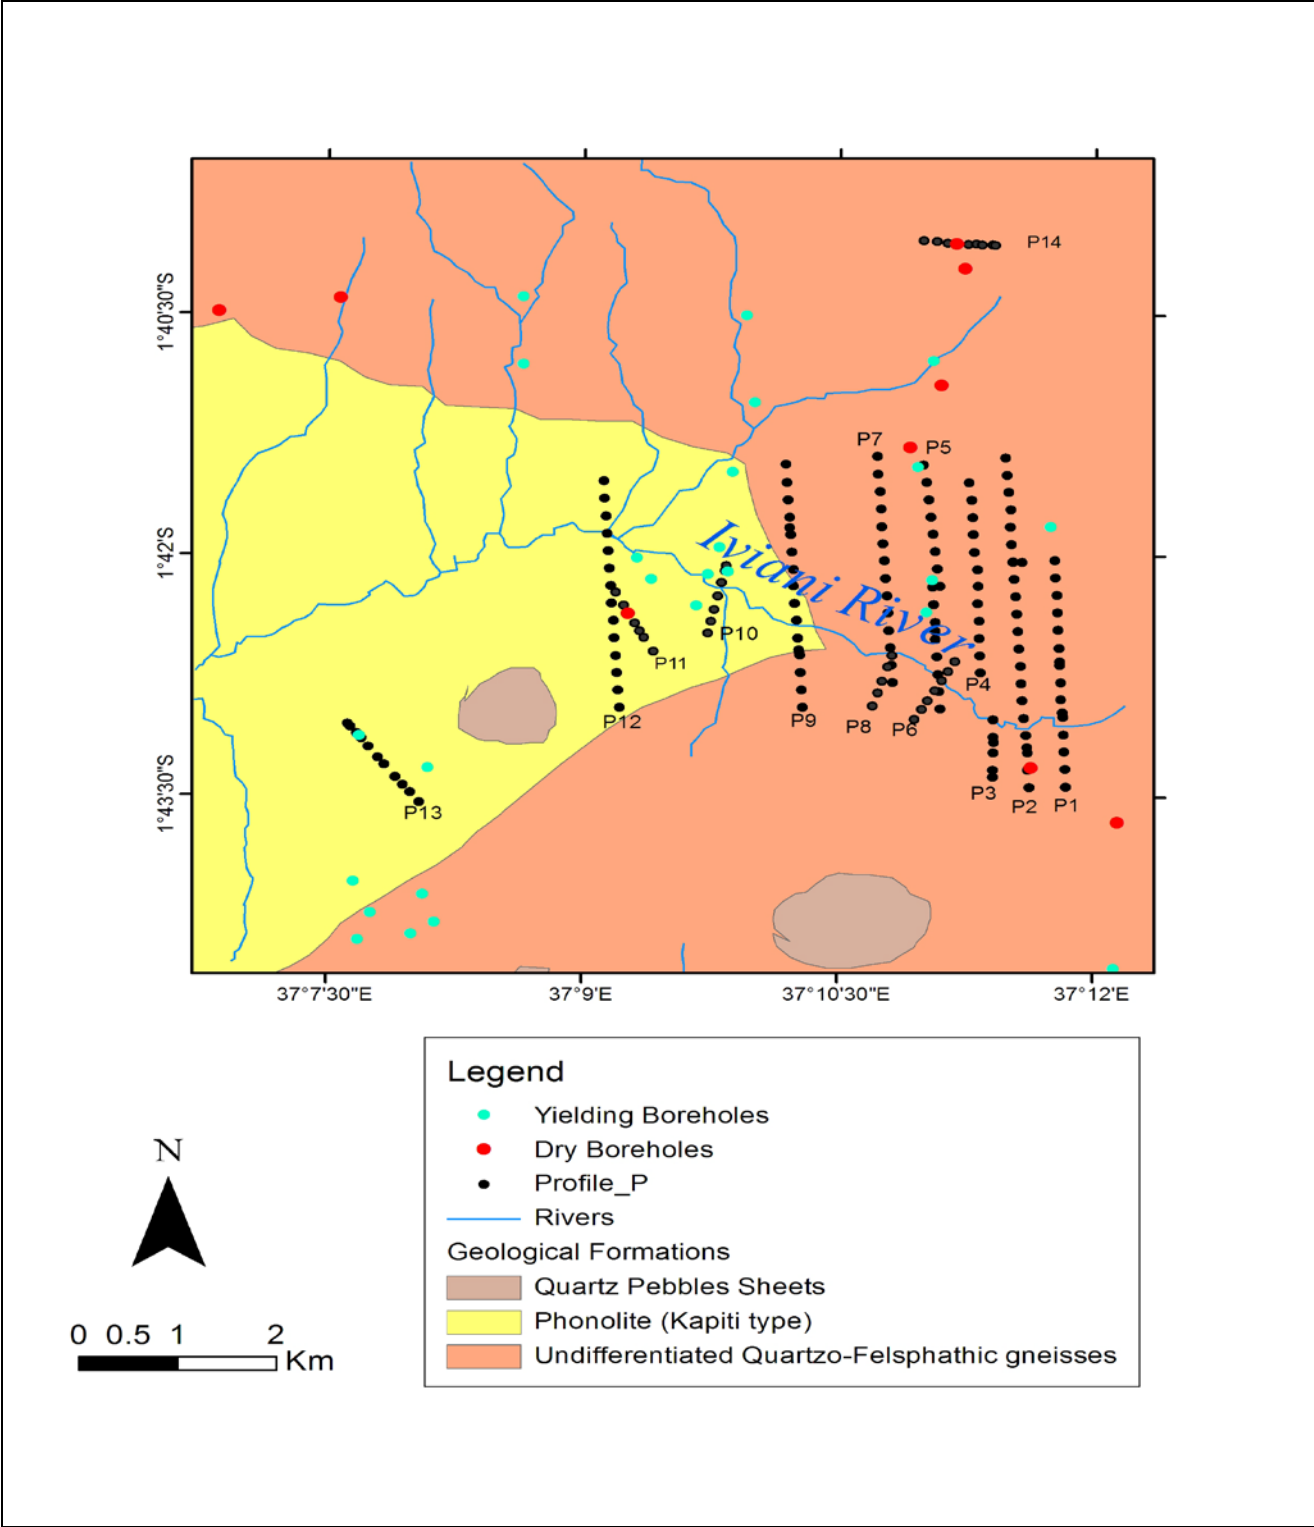 P14
1°40'30"S
P7
P5
1°42'S
Iviani River
P10
P11
P4
P12
P9
P8
P6
P3
P2
P1
P13
1°43'30"S
37°7'30"E
37°9'E
37°10'30"E
37°12'E
Legend
Yielding Boreholes
Dry Boreholes
Profile_P
Rivers
Geological Formations
Quartz Pebbles Sheets
Phonolite (Kapiti type)
Undifferentiated Quartzo-Felsphathic gneisses
N
0 0.5 1 2
Km